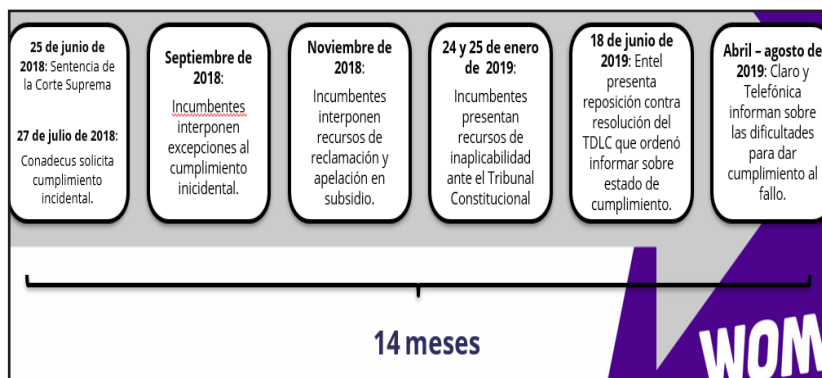 25 de junio de
2018: Sentencia de
la Corte Suprema
27 de julio de 2018:
Conadecus solicita
cumplimiento
incidental.
Septiembre de
2018:
Incumbentes
interponen
excepciones al
cumplimiento
inicidental.
Noviembre de
2018:
Incumbentes
interponen
recursos de
reclamación y
apelación en
subsidio.
24 y 25 de enero
de 2019:
Incumbentes
presentan
recursos de
inaplicabilidad
ante el Tribunal
Constitucional
18 de junio de
2019: Entel
presenta
reposición contra
resolución del
TDLC que ordenó
informar sobre
estado de
cumplimiento.
Abril – agosto de
2019: Claro y
Telefónica
informan sobre
las dificultades
para dar
cumplimiento al
fallo.
14 meses
WOM